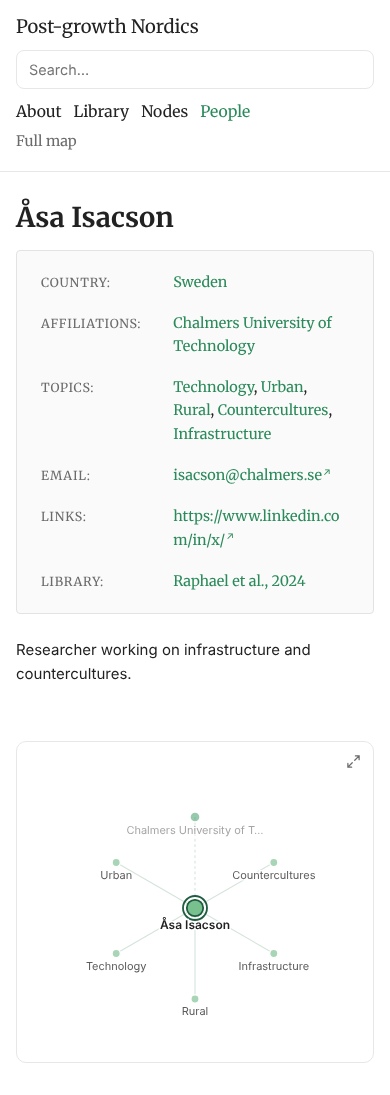 Post-growth Nordics
Search...
About Library Nodes People
Full map
Åsa Isacson
COUNTRY: Sweden
AFFILIATIONS: Chalmers University of
Technology
TOPICS: Technology, Urban,
Rural, Countercultures,
Infrastructure
EMAIL: isacson@chalmers.se↗
LINKS: https://www.linkedin.co
m/in/x/↗
LIBRARY: Raphael et al., 2024
Researcher working on infrastructure and
countercultures.
Chalmers University of T...
Urban
Countercultures
Åsa Isacson
Technology
Infrastructure
Rural